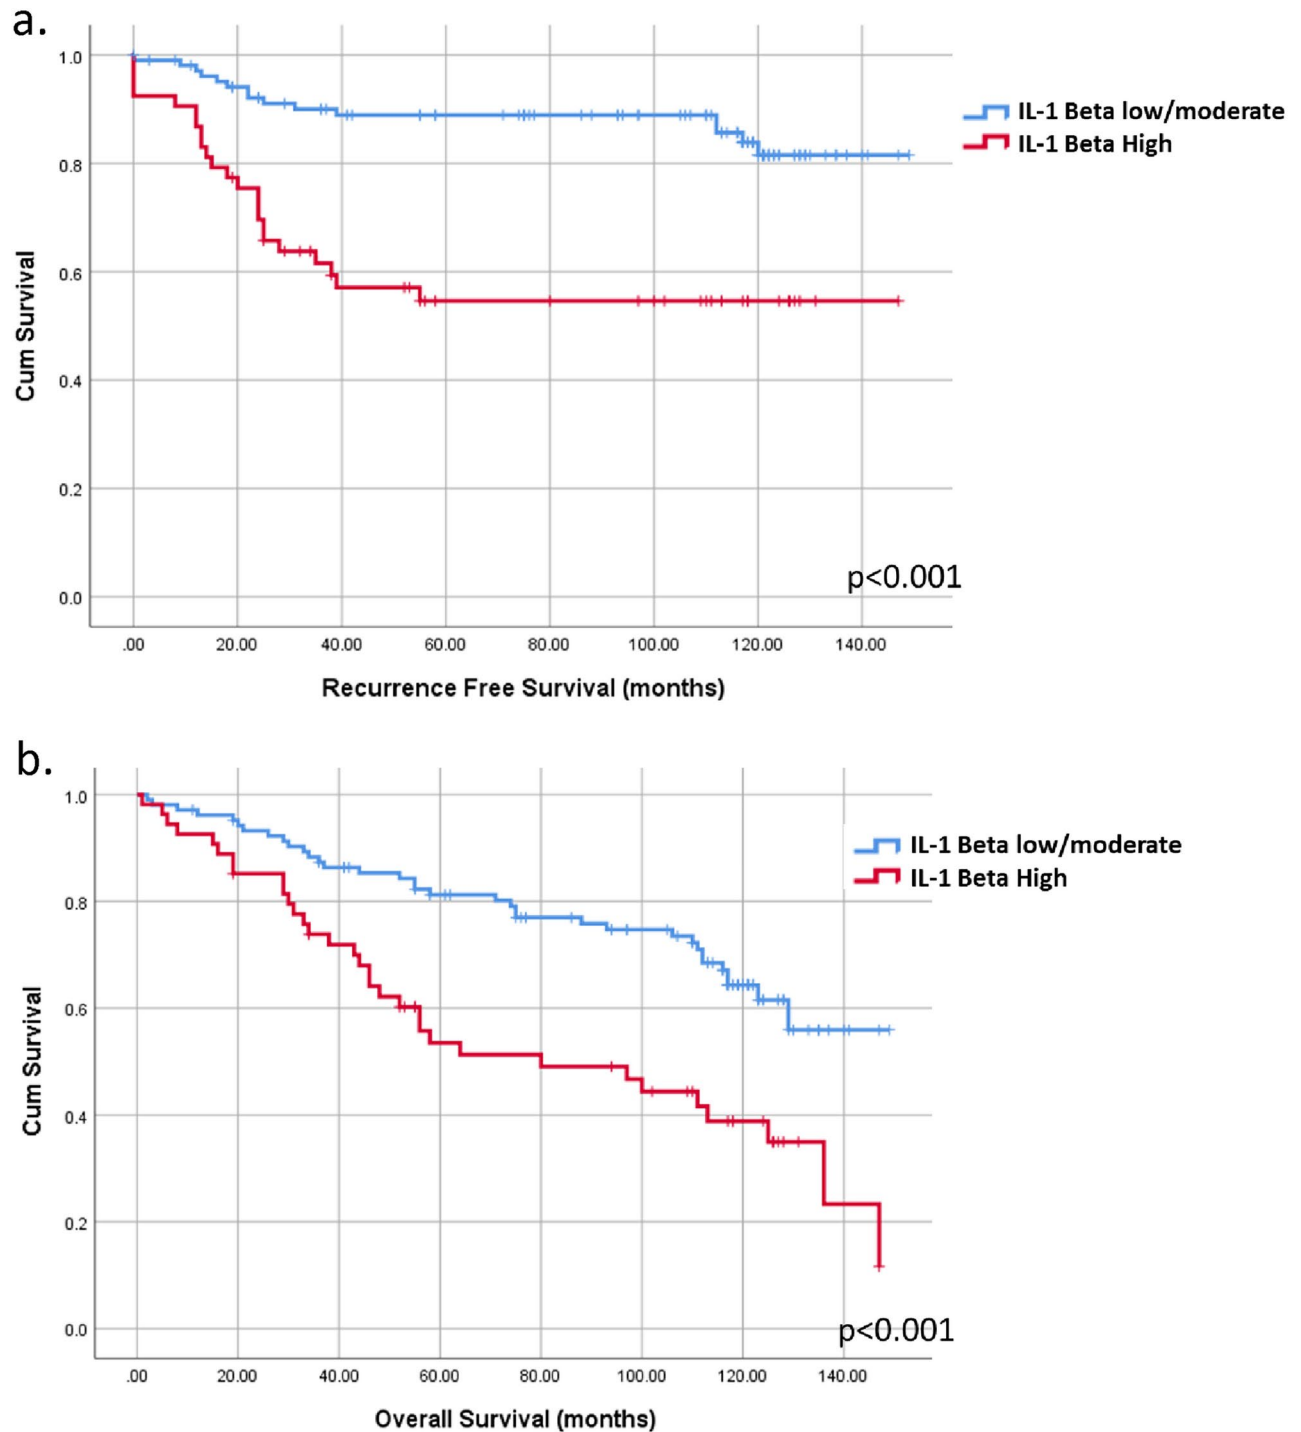 a.
1.0
0.8
0.6
0.4
0.2
0.0
Cum Survival
IL-1 Beta low/moderate
IL-1 Beta High
p<0.001
.00 20.00 40.00 60.00 80.00 100.00 120.00 140.00
Recurrence Free Survival (months)
b.
1.0
0.8
0.6
0.4
0.2
0.0
Cum Survival
IL-1 Beta low/moderate
IL-1 Beta High
p<0.001
.00 20.00 40.00 60.00 80.00 100.00 120.00 140.00
Overall Survival (months)